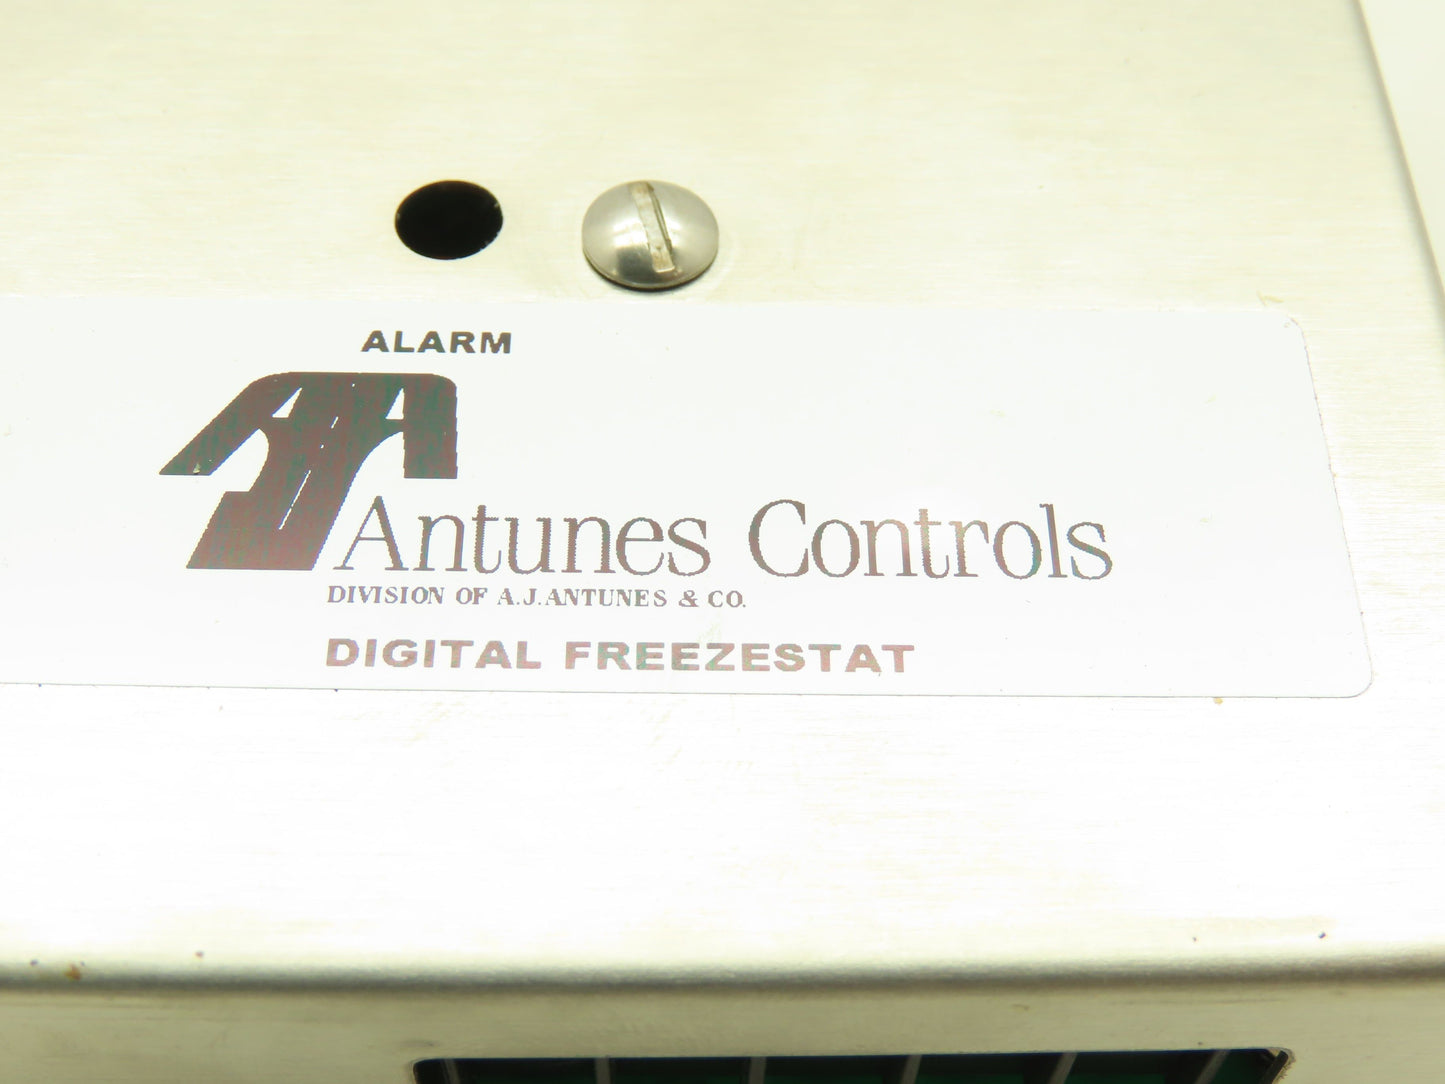 ALARM
Antunes Controls
DIVISION OF A.J.ANTUNES & CO.
DIGITAL FREEZESTAT